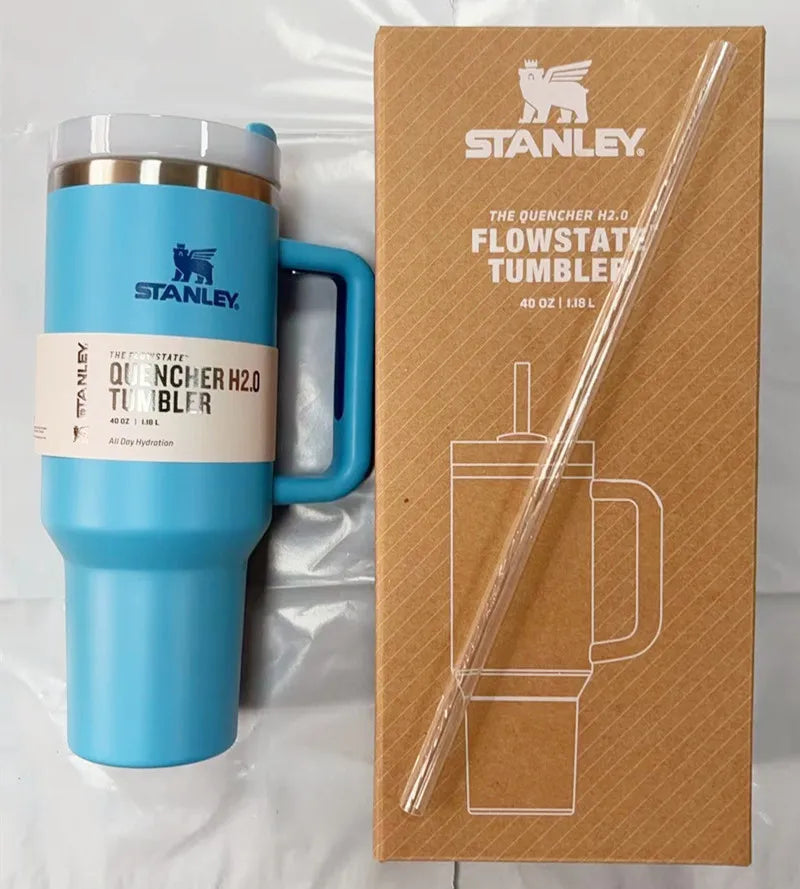 STANLEY®
STANLEY
THE FLOWSTATE™
QUENCHER H2.0
TUMBLER
40 OZ | 1.18 L
All Day Hydration
STANLEY®
THE QUENCHER H2.0
FLOWSTATE
TUMBLER
40 OZ | 1.18 L